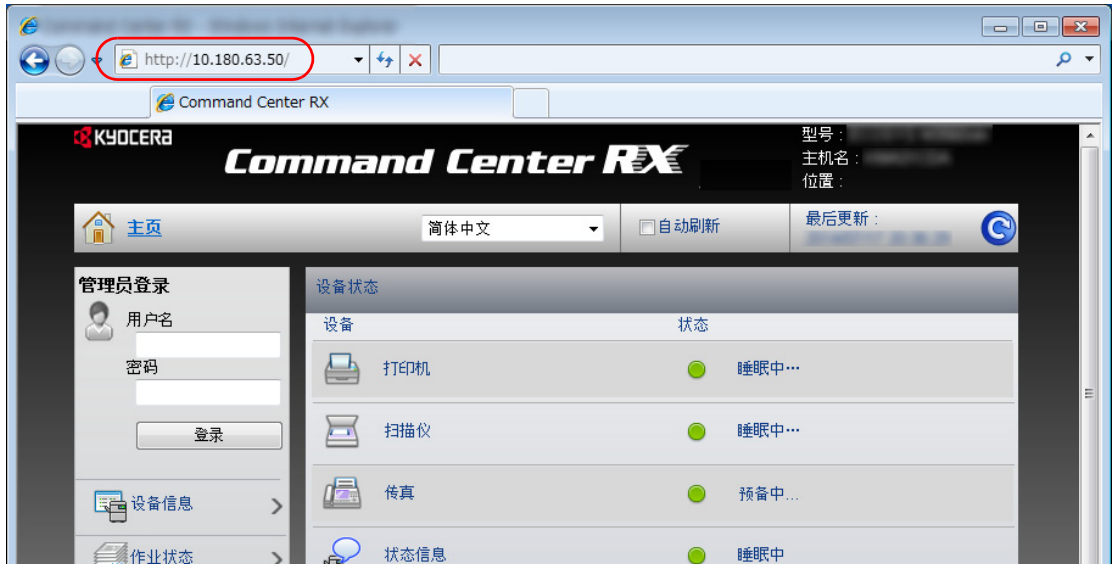 http://10.180.63.50/
Command Center RX
KYOCERA
Command Center RX
型号：
主机名：
位置：
主页
简体中文
自动刷新
最后更新：
管理员登录
用户名
密码
登录
设备信息
作业状态
设备状态
设备 状态
打印机 睡眠中…
扫描仪 睡眠中…
传真 预备中...
状态信息 睡眠中